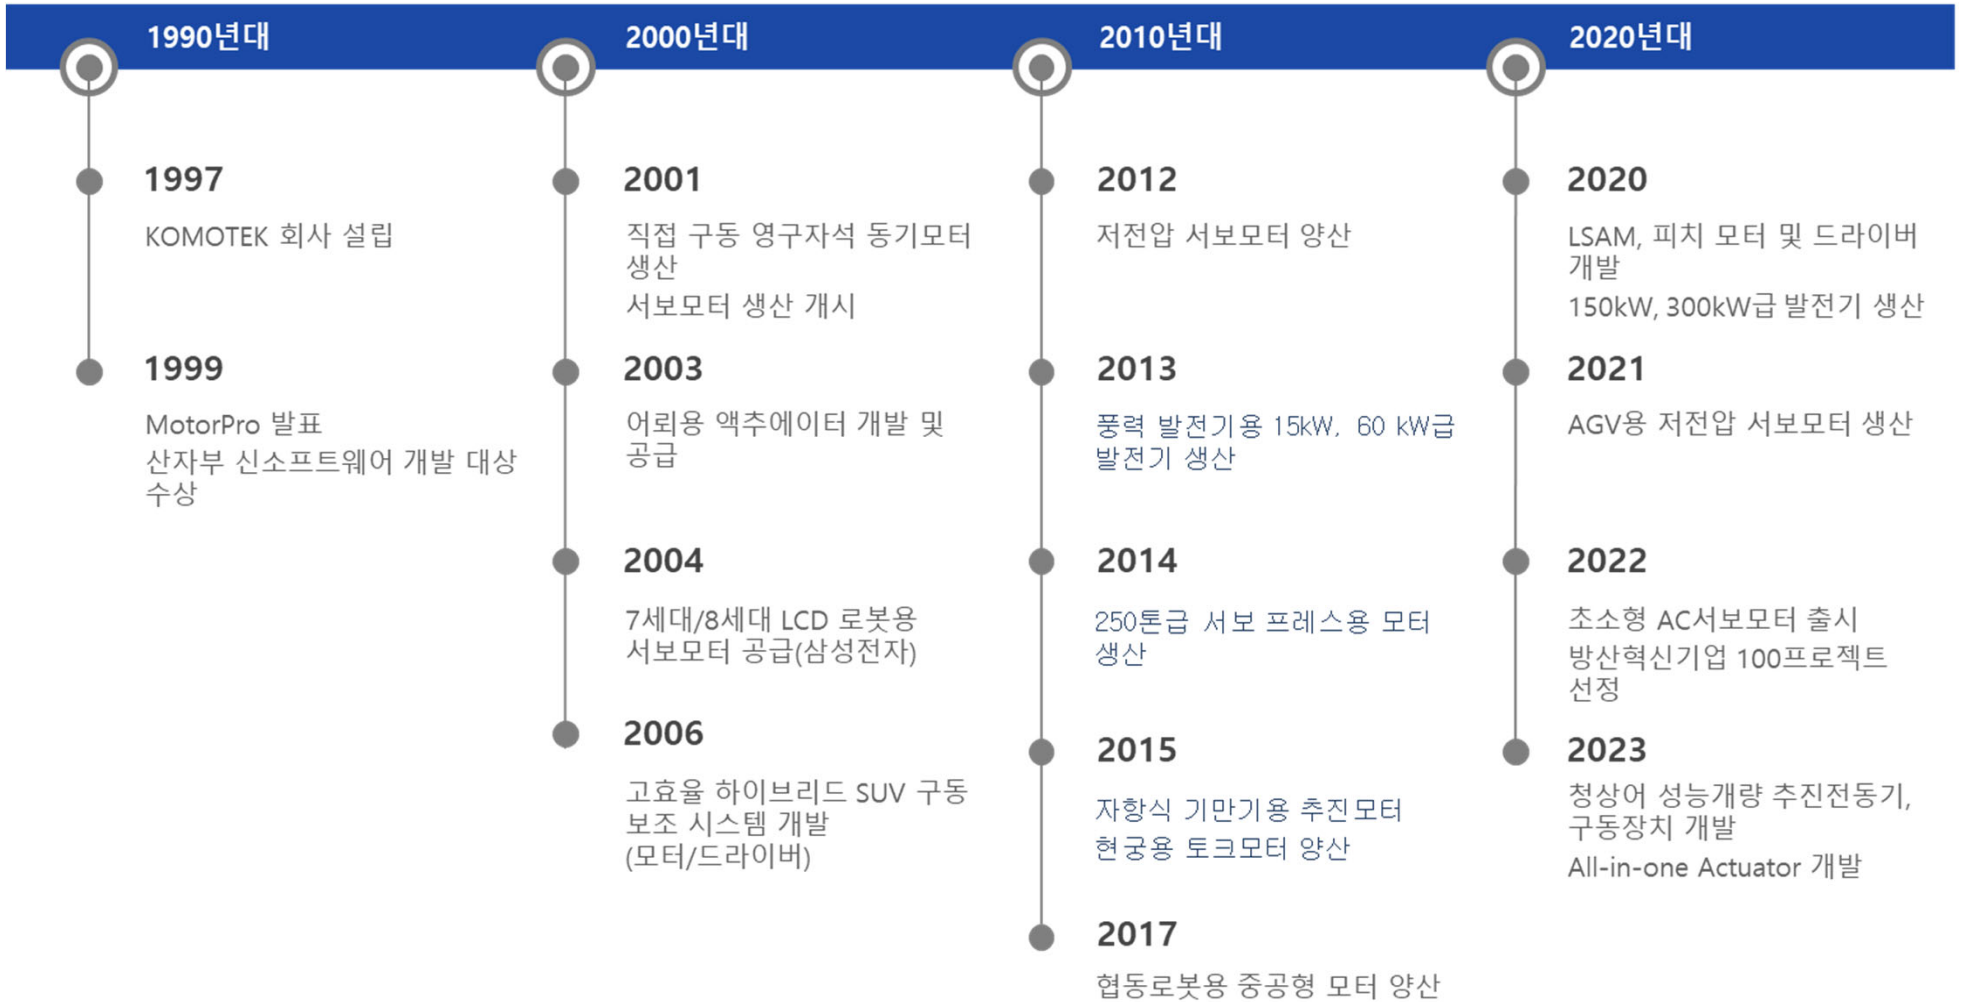 1990년대
1997
KOMOTEK 회사 설립
1999
MotorPro 발표
산자부 신소프트웨어 개발 대상
수상
2000년대
2001
직접 구동 영구자석 동기모터
생산
서보모터 생산 개시
2003
어뢰용 액추에이터 개발 및
공급
2004
7세대/8세대 LCD 로봇용
서보모터 공급(삼성전자)
2006
고효율 하이브리드 SUV 구동
보조 시스템 개발
(모터/드라이버)
2010년대
2012
저전압 서보모터 양산
2013
풍력 발전기용 15kW, 60 kW급
발전기 생산
2014
250톤급 서보 프레스용 모터
생산
2015
자항식 기만기용 추진모터
현궁용 토크모터 양산
2017
협동로봇용 중공형 모터 양산
2020년대
2020
LSAM, 피치 모터 및 드라이버
개발
150kW, 300kW급 발전기 생산
2021
AGV용 저전압 서보모터 생산
2022
초소형 AC서보모터 출시
방산혁신기업 100프로젝트
선정
2023
청상어 성능개량 추진전동기,
구동장치 개발
All-in-one Actuator 개발